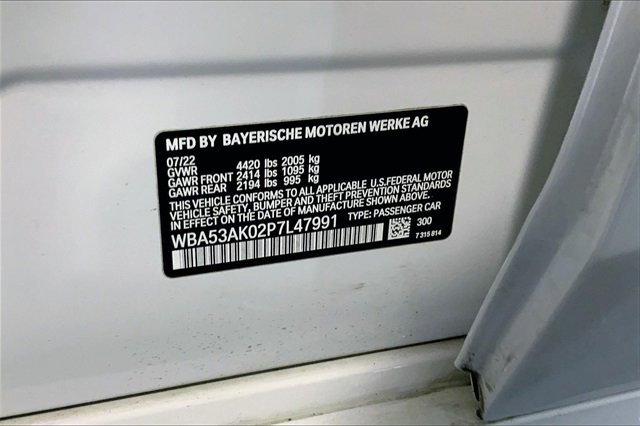 MFD BY BAYERISCHE MOTOREN WERKE AG
07/22
GVWR 4420 lbs 2005 kg
GAWR FRONT 2414 lbs 1095 kg
GAWR REAR 2194 lbs 995 kg
THIS VEHICLE CONFORMS TO ALL APPLICABLE U.S.FEDERAL MOTOR
VEHICLE SAFETY, BUMPER AND THEFT PREVENTION STANDARDS
IN EFFECT ON THE DATE OF MANUFACTURE SHOWN ABOVE.
WBA53AK02P7L47991 TYPE: PASSENGER CAR
300
7 315 814